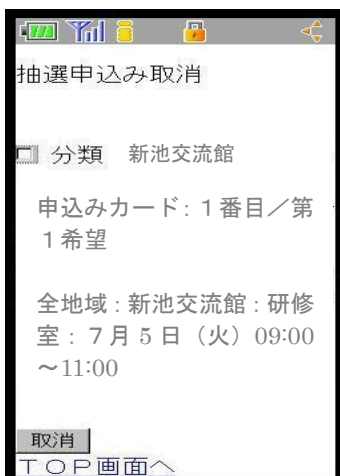 抽選申込み取消
分類 新池交流館
申込みカード：１番目／第
１希望
全地域：新池交流館：研修
室：７月５日（火）09:00
～11:00
取消
ＴＯＰ画面へ